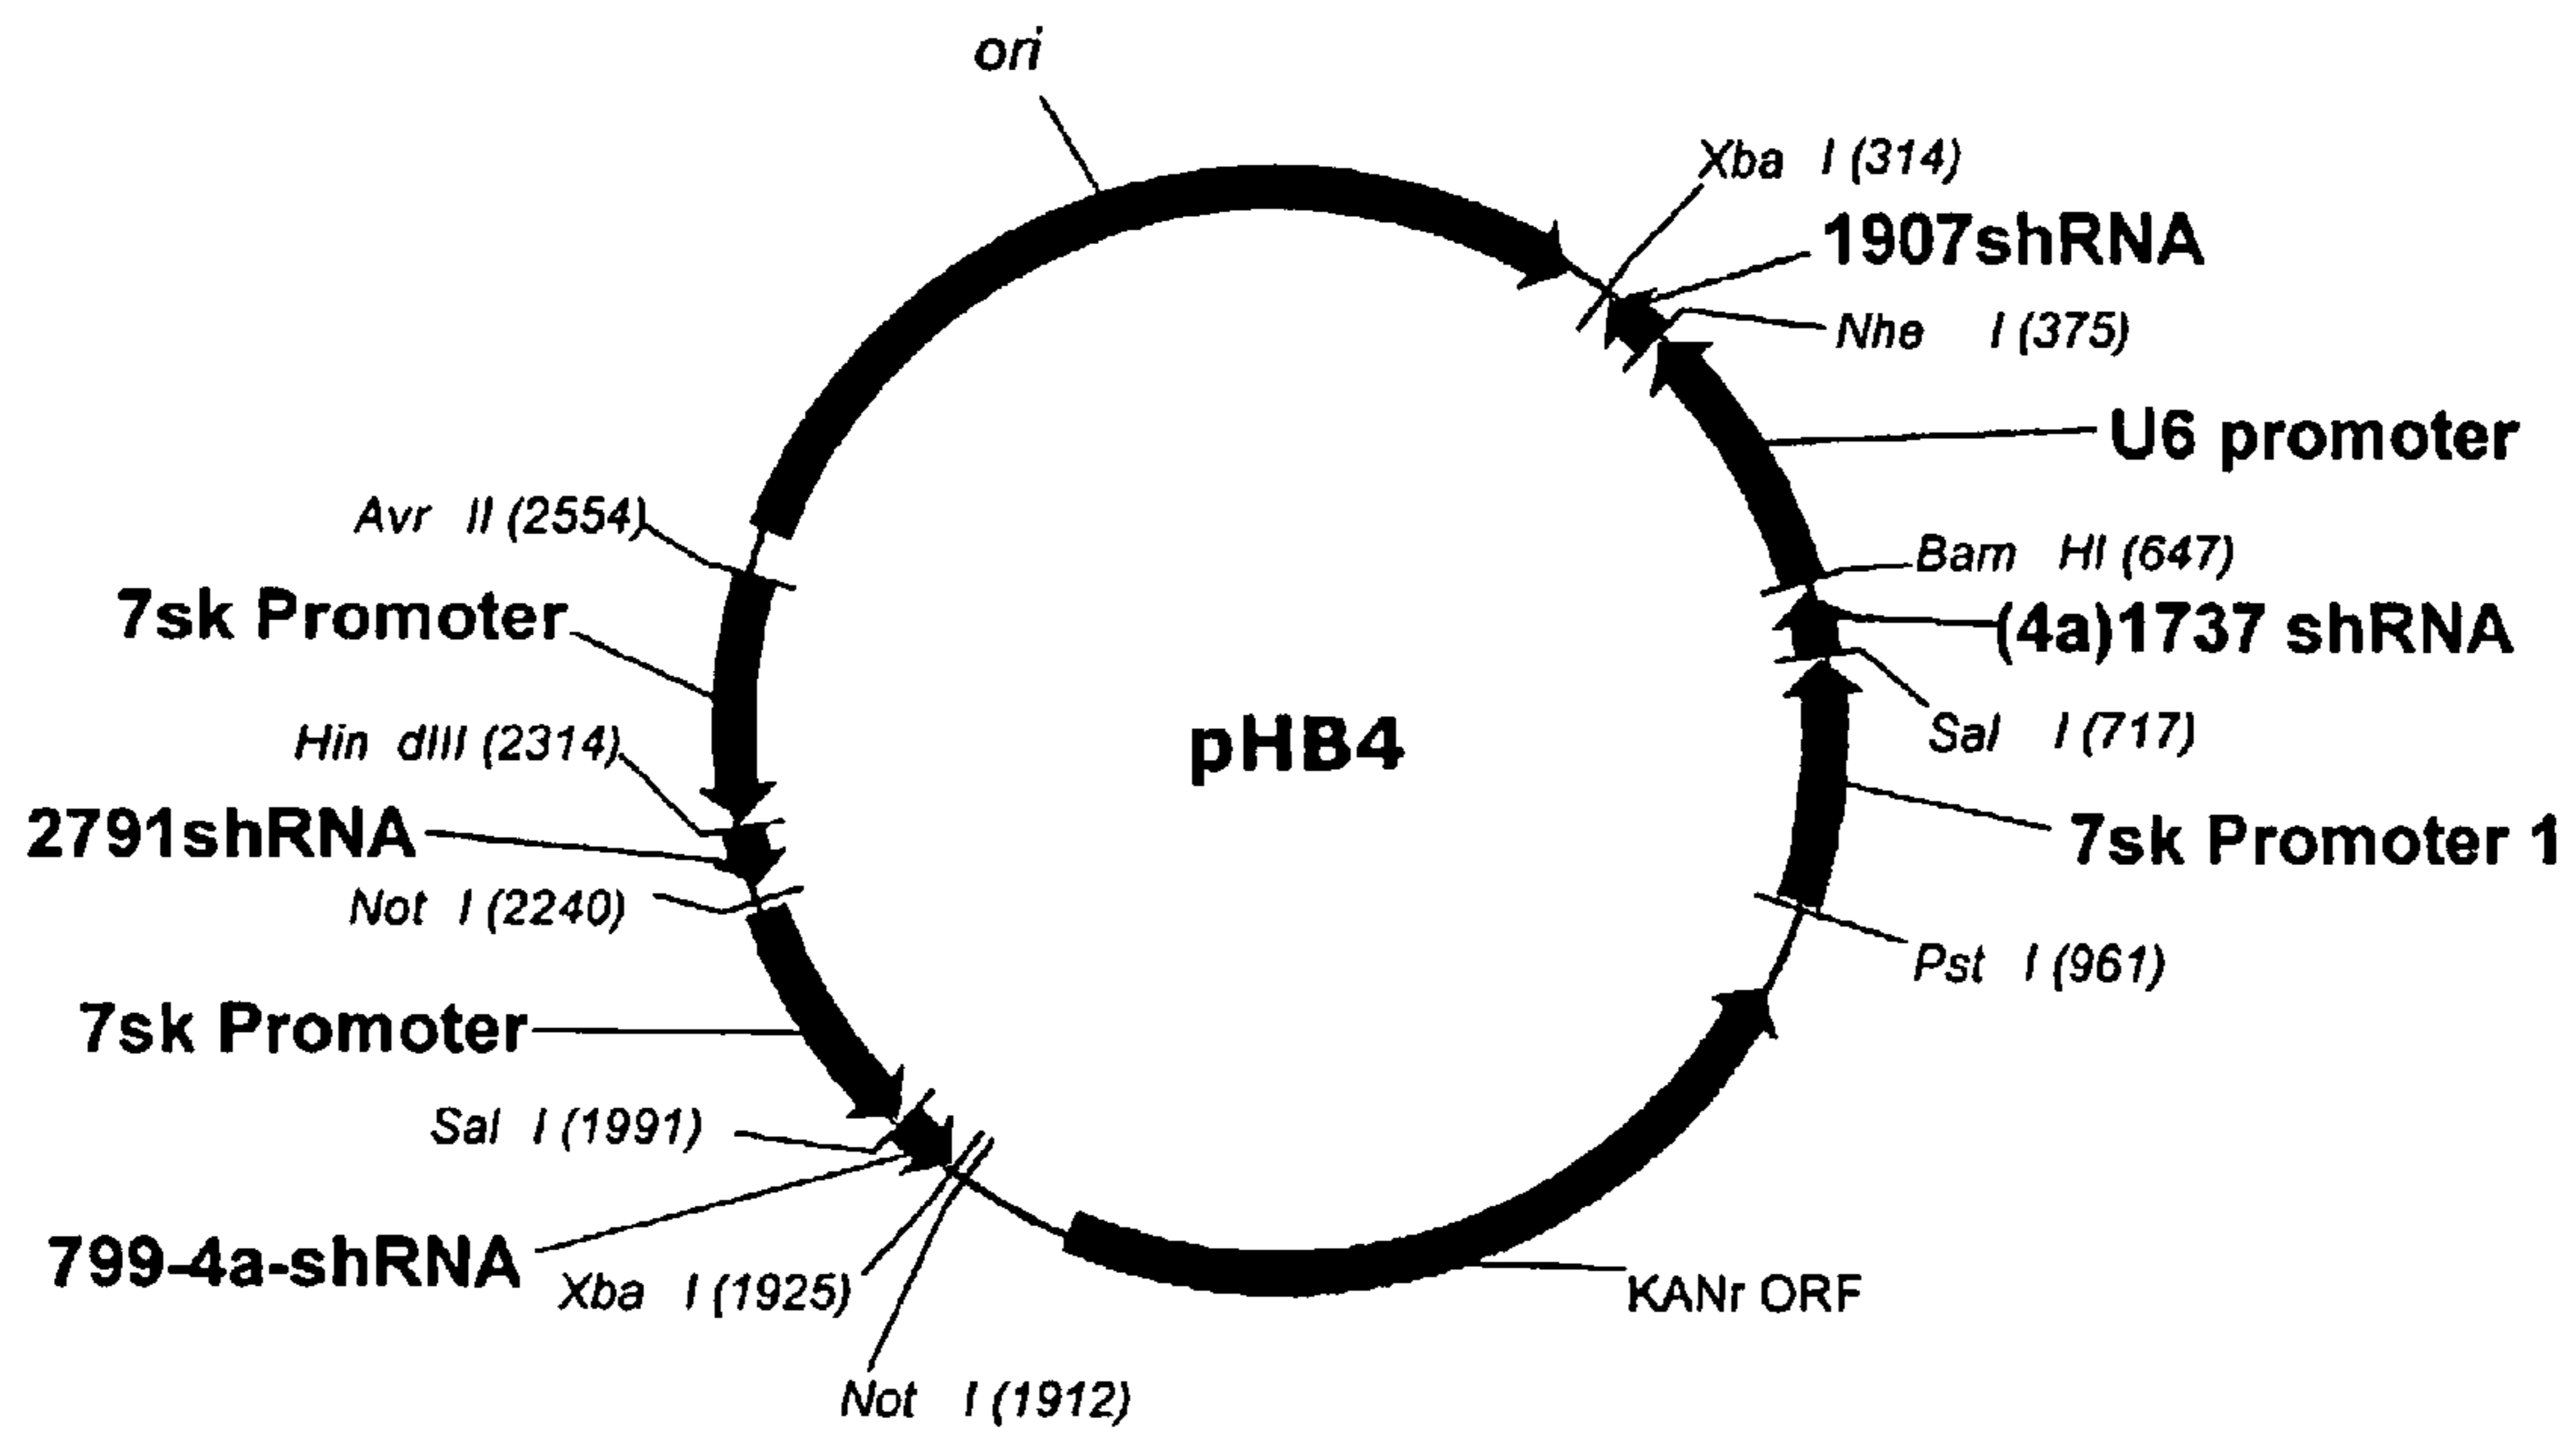 ori
Xba I (314)
1907shRNA
Nhe I (375)
U6 promoter
Avr II (2554)
Bam HI (647)
7sk Promoter
(4a)1737 shRNA
Hin dIII (2314)
pHB4
Sal I (717)
2791shRNA
7sk Promoter 1
Not I (2240)
Pst I (961)
7sk Promoter
Sal I (1991)
799-4a-shRNA
Xba I (1925)
KANr ORF
Not I (1912)